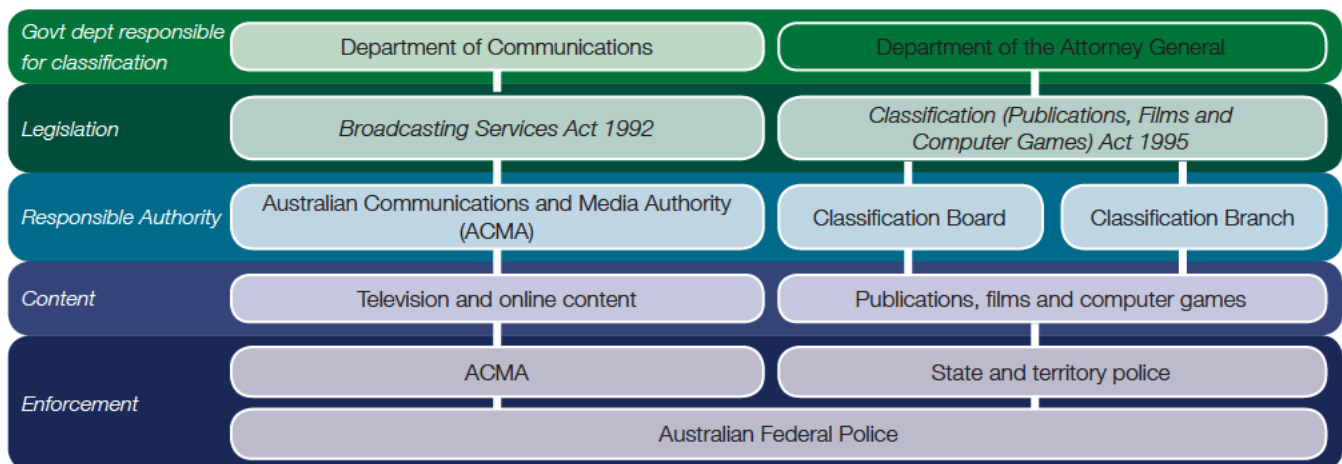 Govt dept responsible
for classification
Department of Communications
Department of the Attorney General
Legislation
Broadcasting Services Act 1992
Classification (Publications, Films and
Computer Games) Act 1995
Responsible Authority
Australian Communications and Media Authority
(ACMA)
Classification Board
Classification Branch
Content
Television and online content
Publications, films and computer games
Enforcement
ACMA
State and territory police
Australian Federal Police